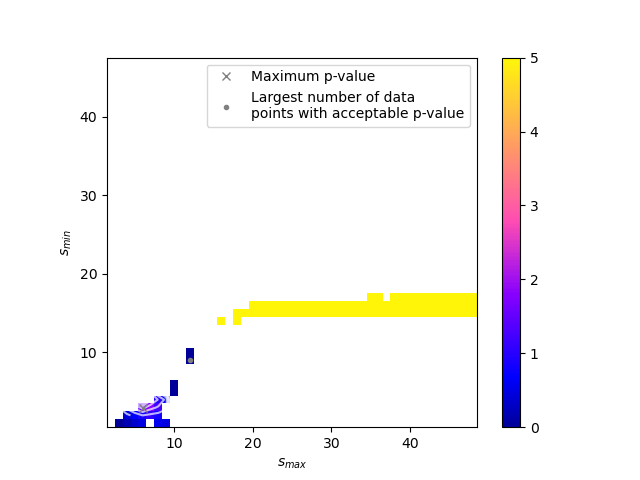 Maximum p-value
Largest number of data
points with acceptable p-value
5
4
3
2
1
0
40
30
20
10
s_min
10
20
30
40
s_max